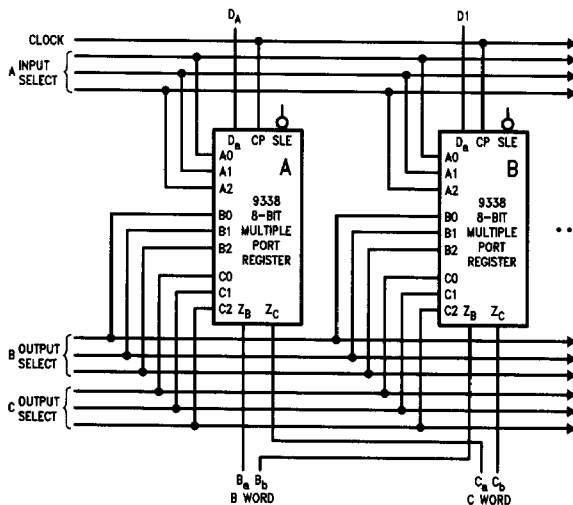 DA D1
CLOCK
A INPUT SELECT
Da CP SLE
A
A0
A1
A2
B0
B1
B2
C0
C1
C2
9338
8-BIT
MULTIPLE
PORT
REGISTER
ZB ZC
Da CP SLE
B
A0
A1
A2
B0
B1
B2
C0
C1
C2
9338
8-BIT
MULTIPLE
PORT
REGISTER
ZB ZC
B OUTPUT SELECT
C OUTPUT SELECT
Ba Bb
B WORD
Ca Cb
C WORD